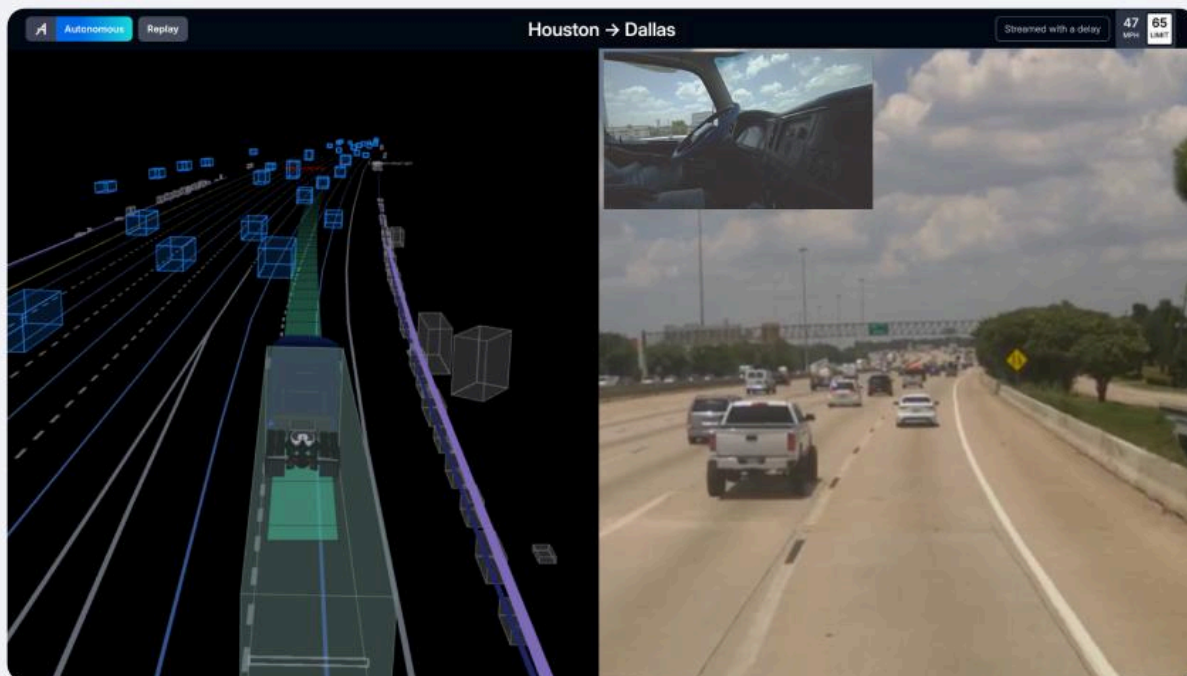 Autonomous
Replay
Houston → Dallas
Streamed with a delay
47
MPH
65
LIMIT